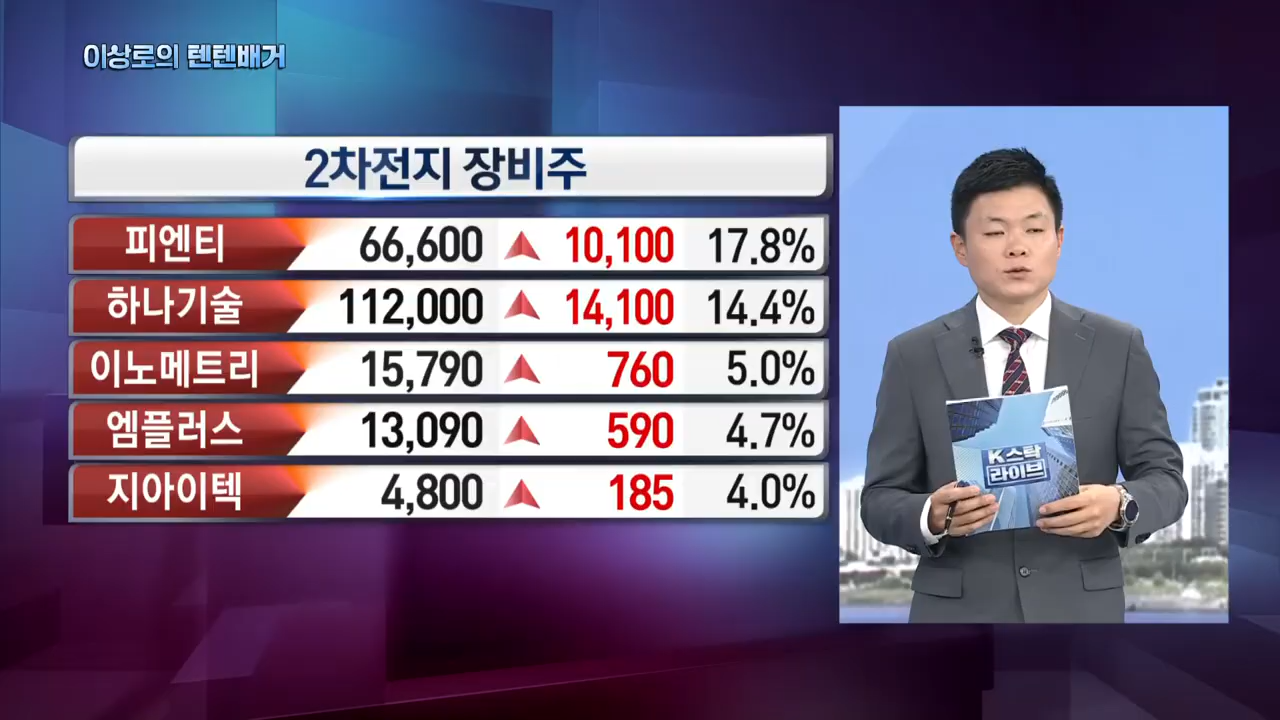 이상로의 텐텐배거
2차전지 장비주
피엔티 66,600 ▲ 10,100 17.8%
하나기술 112,000 ▲ 14,100 14.4%
이노메트리 15,790 ▲ 760 5.0%
엠플러스 13,090 ▲ 590 4.7%
지아이텍 4,800 ▲ 185 4.0%
K스탁
라이브